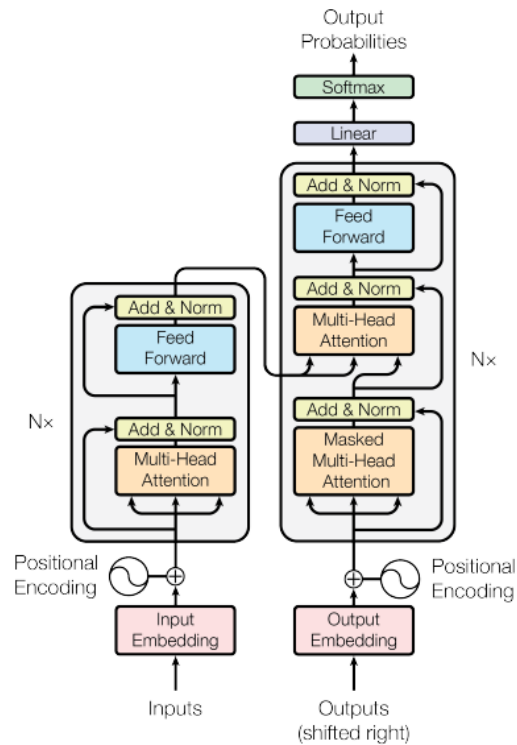 Output
Probabilities
Softmax
Linear
Add & Norm
Feed
Forward
Add & Norm
Multi-Head
Attention
Add & Norm
Masked
Multi-Head
Attention
N×
Add & Norm
Feed
Forward
Add & Norm
Multi-Head
Attention
N×
Positional
Encoding
Positional
Encoding
Input
Embedding
Output
Embedding
Inputs
Outputs
(shifted right)